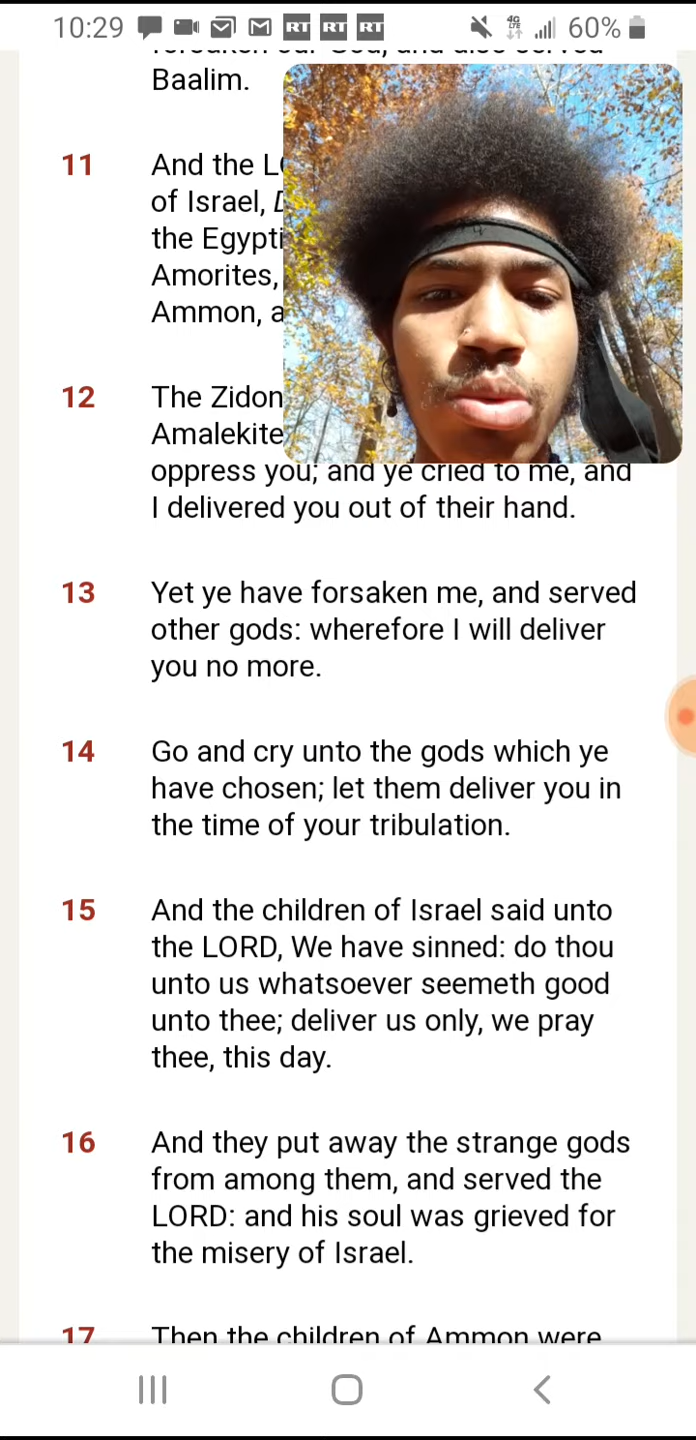 10:29 RT RT RT 4G LTE 60%
Baalim.
11 And the L
of Israel,
the Egypti
Amorites,
Ammon, a
12 The Zidon
Amalekite
oppress you; and ye cried to me, and
I delivered you out of their hand.
13 Yet ye have forsaken me, and served
other gods: wherefore I will deliver
you no more.
14 Go and cry unto the gods which ye
have chosen; let them deliver you in
the time of your tribulation.
15 And the children of Israel said unto
the LORD, We have sinned: do thou
unto us whatsoever seemeth good
unto thee; deliver us only, we pray
thee, this day.
16 And they put away the strange gods
from among them, and served the
LORD: and his soul was grieved for
the misery of Israel.
17 Then the children of Ammon were